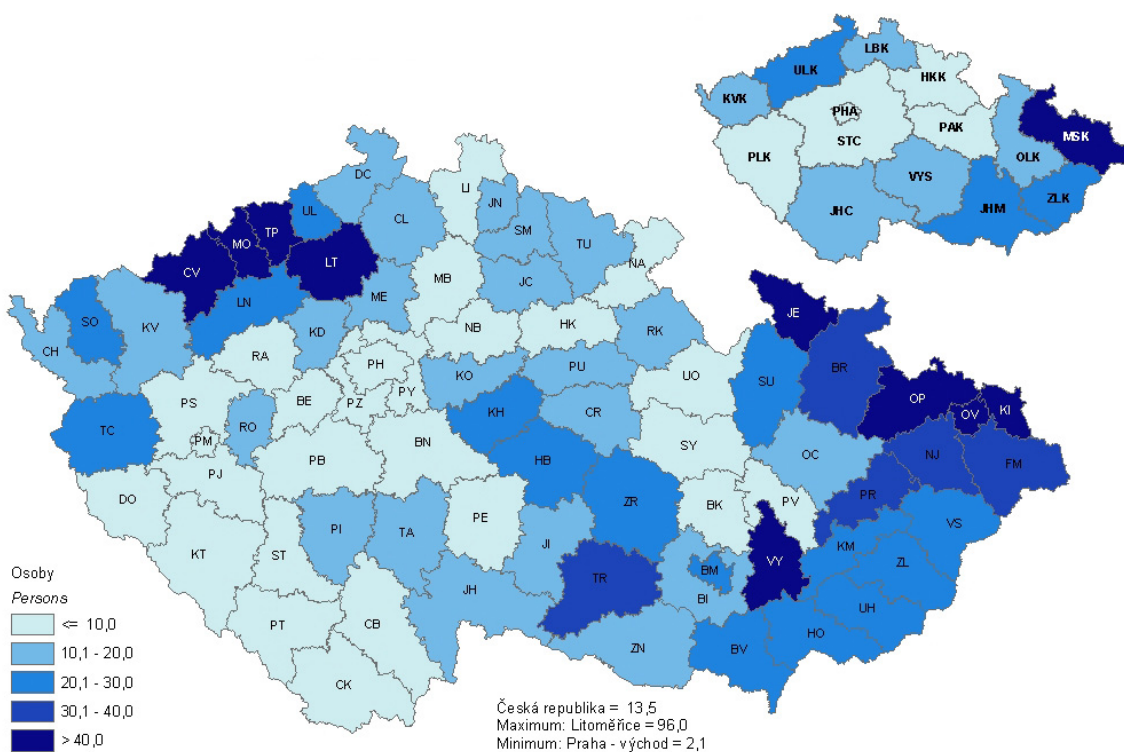 LBK
ULK
HKK
KVK
PHA
STC
PAK
MSK
PLK
OLK
VYS
ZLK
JHC
JHM
DC
LI
UL
JN
TP
CL
MO
SM
TU
CV
LT
NA
MB
JC
LN
ME
SO
KV
KD
NB
HK
RK
JE
CH
RA
PH
PU
UO
SU
BR
KO
PS
BE
PZ
PY
KH
CR
OP
OV
KI
TC
RO
PM
BN
SY
OC
NJ
FM
PB
HB
PJ
PR
DO
ZR
BK
PV
VS
PI
TA
PE
KT
ST
JI
KM
VY
ZL
TR
BM
BI
JH
UH
PT
CB
HO
ZN
BV
CK
Osoby
Persons
<= 10,0
10,1 - 20,0
20,1 - 30,0
30,1 - 40,0
> 40,0
Česká republika = 13,5
Maximum: Litoměřice = 96,0
Minimum: Praha - východ = 2,1